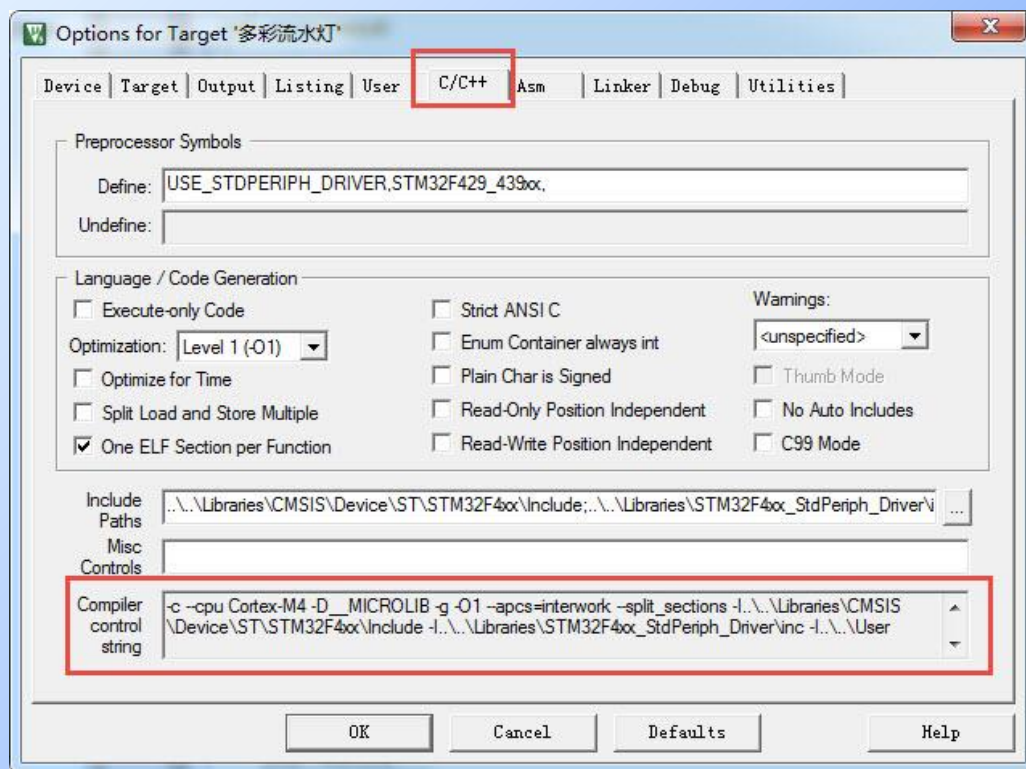 Options for Target '多彩流水灯'
Device Target Output Listing User C/C++ Asm Linker Debug Utilities
Preprocessor Symbols
Define: USE_STDPERIPH_DRIVER,STM32F429_439xx,
Undefine:
Language / Code Generation
Execute-only Code
Strict ANSI C
Warnings:
Optimization: Level 1 (-O1)
Enum Container always int
<unspecified>
Optimize for Time
Plain Char is Signed
Thumb Mode
Split Load and Store Multiple
Read-Only Position Independent
No Auto Includes
One ELF Section per Function
Read-Write Position Independent
C99 Mode
Include Paths
..\..\Libraries\CMSIS\Device\ST\STM32F4xx\Include;..\..\Libraries\STM32F4xx_StdPeriph_Driver\i ...
Misc Controls
Compiler control string
-c --cpu Cortex-M4 -D__MICROLIB -g -O1 --apcs=interwork --split_sections -I..\..\Libraries\CMSIS
\Device\ST\STM32F4xx\Include -I..\..\Libraries\STM32F4xx_StdPeriph_Driver\inc -I..\..\User
OK Cancel Defaults Help